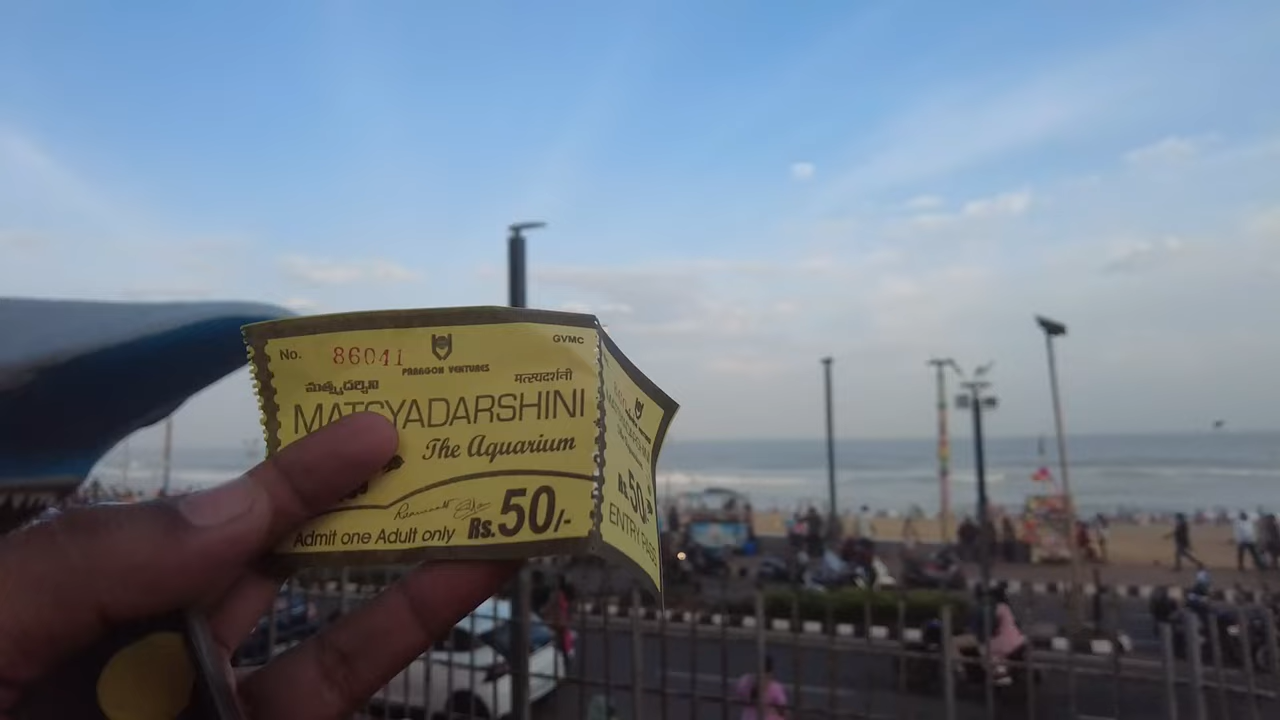 No. 86041
PARAGON VENTURES
GVMC
మత్స్యదర్శిని
मत्स्यदर्शनी
MATSYADARSHINI
The Aquarium
Admit one Adult only
Rs.50/-
Rs.50/-
ENTRY PASS